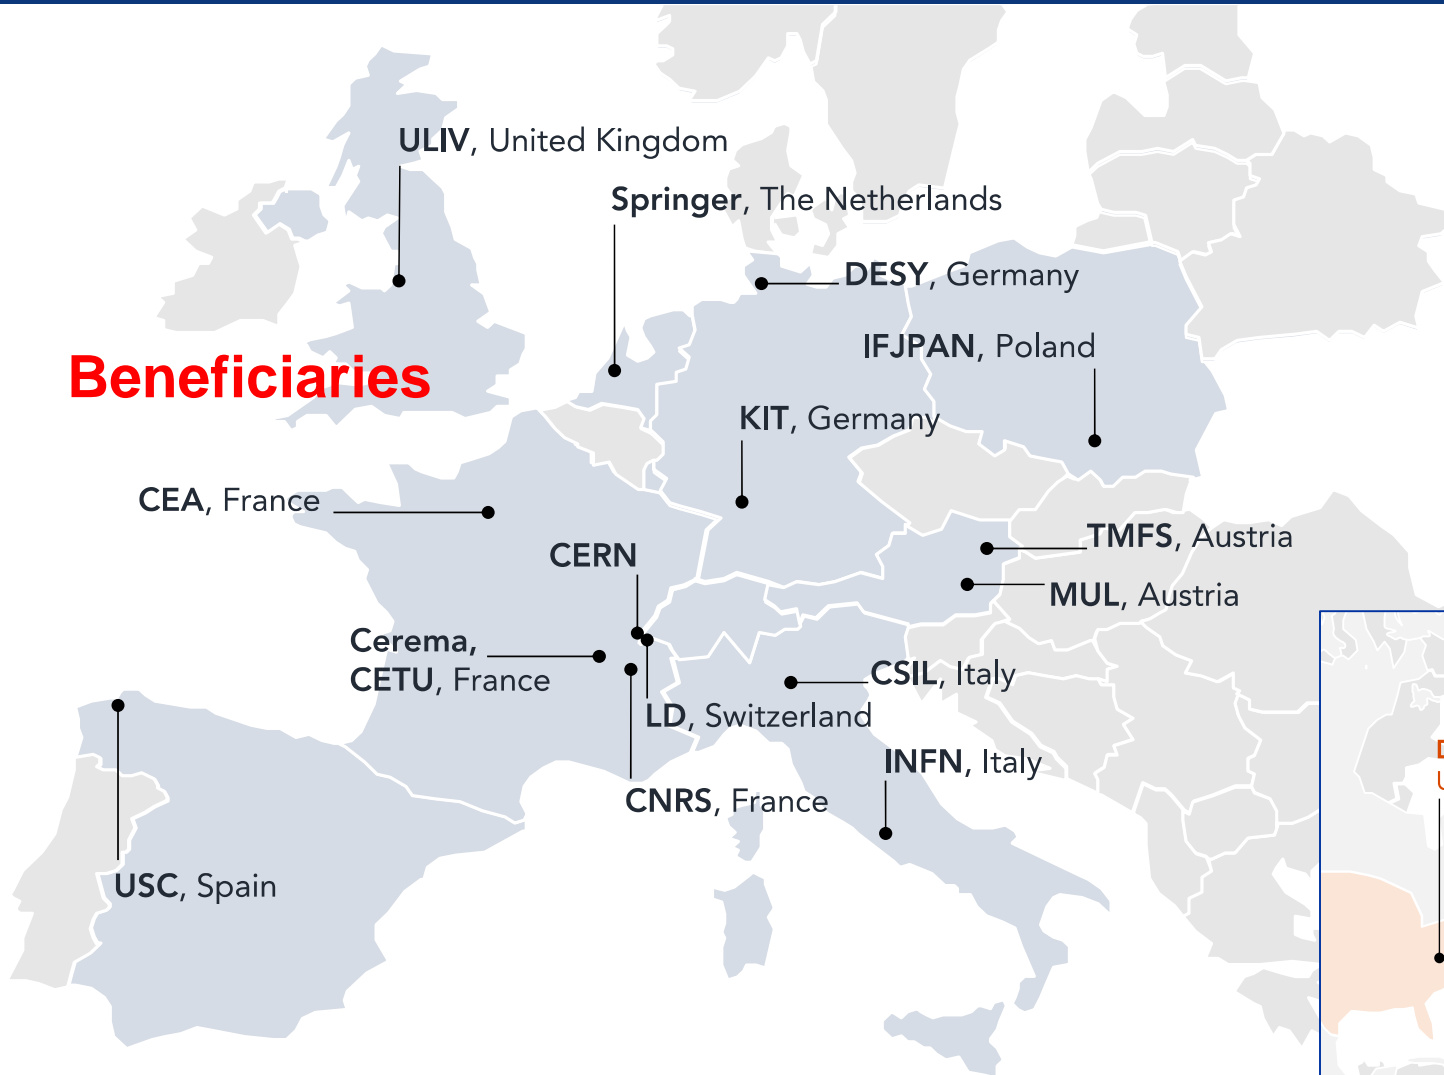 ULIV, United Kingdom
Springer, The Netherlands
DESY, Germany
IFJPAN, Poland
Beneficiaries
KIT, Germany
CEA, France
TMFS, Austria
CERN
MUL, Austria
Cerema,
CETU, France
CSIL, Italy
LD, Switzerland
INFN, Italy
CNRS, France
USC, Spain